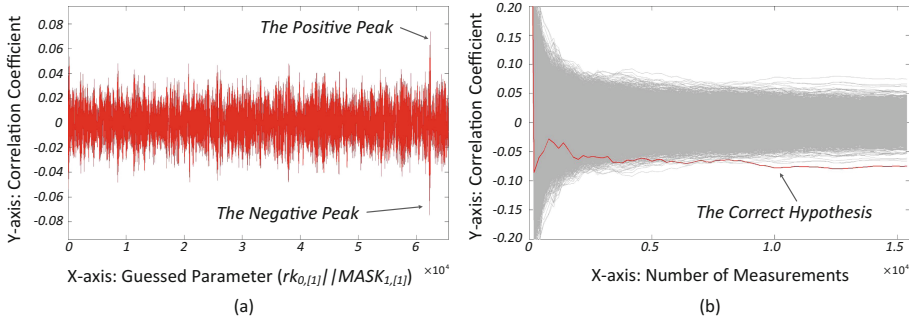 Y-axis: Correlation Coefficient
0.08
0.06
0.04
0.02
0
-0.02
-0.04
-0.06
-0.08
The Positive Peak
The Negative Peak
0 1 2 3 4 5 6
×10⁴
X-axis: Guessed Parameter (rk₀,[1]||MASK₁,[1])
(a)
Y-axis: Correlation Coefficient
0.20
0.15
0.10
0.05
0
-0.05
-0.10
-0.15
-0.20
The Correct Hypothesis
0 0.5 1.0 1.5
×10⁴
X-axis: Number of Measurements
(b)